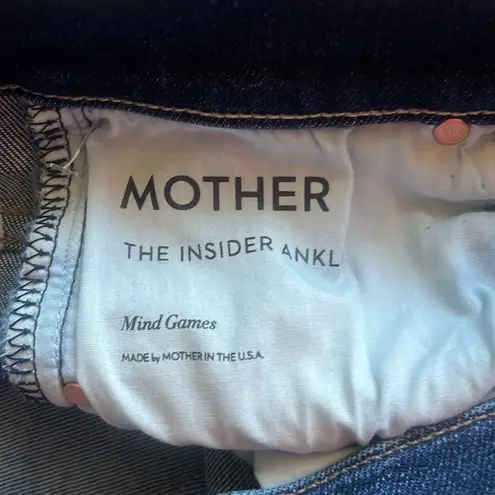 MOTHER
THE INSIDER ANKL
Mind Games
MADE by MOTHER IN THE U.S.A.